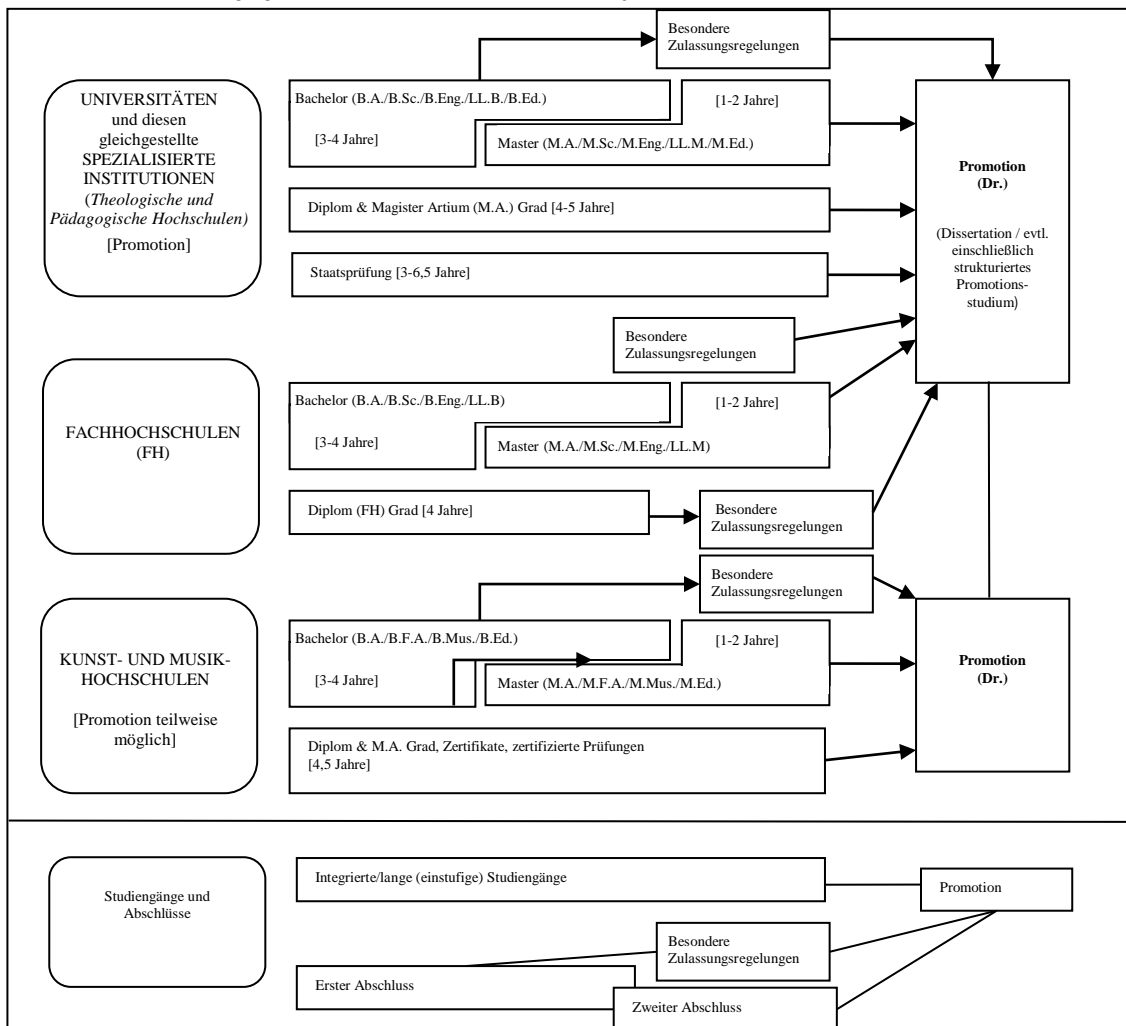 Besondere
Zulassungsregelungen
UNIVERSITÄTEN
und diesen
gleichgestellte
SPEZIALISIERTE
INSTITUTIONEN
(Theologische und
Pädagogische Hochschulen)
[Promotion]
Bachelor (B.A./B.Sc./B.Eng./LL.B./B.Ed.)
[3-4 Jahre]
[1-2 Jahre]
Master (M.A./M.Sc./M.Eng./LL.M./M.Ed.)
Diplom & Magister Artium (M.A.) Grad [4-5 Jahre]
Staatsprüfung [3-6,5 Jahre]
Promotion
(Dr.)
(Dissertation / evtl.
einschließlich
strukturiertes
Promotions-
studium)
Besondere
Zulassungsregelungen
FACHHOCHSCHULEN
(FH)
Bachelor (B.A./B.Sc./B.Eng./LL.B)
[3-4 Jahre]
[1-2 Jahre]
Master (M.A./M.Sc./M.Eng./LL.M)
Diplom (FH) Grad [4 Jahre]
Besondere
Zulassungsregelungen
Besondere
Zulassungsregelungen
KUNST- UND MUSIK-
HOCHSCHULEN
[Promotion teilweise
möglich]
Bachelor (B.A./B.F.A./B.Mus./B.Ed.)
[3-4 Jahre]
[1-2 Jahre]
Master (M.A./M.F.A./M.Mus./M.Ed.)
Diplom & M.A. Grad, Zertifikate, zertifizierte Prüfungen
[4,5 Jahre]
Promotion
(Dr.)
Studiengänge und
Abschlüsse
Integrierte/lange (einstufige) Studiengänge
Promotion
Besondere
Zulassungsregelungen
Erster Abschluss
Zweiter Abschluss